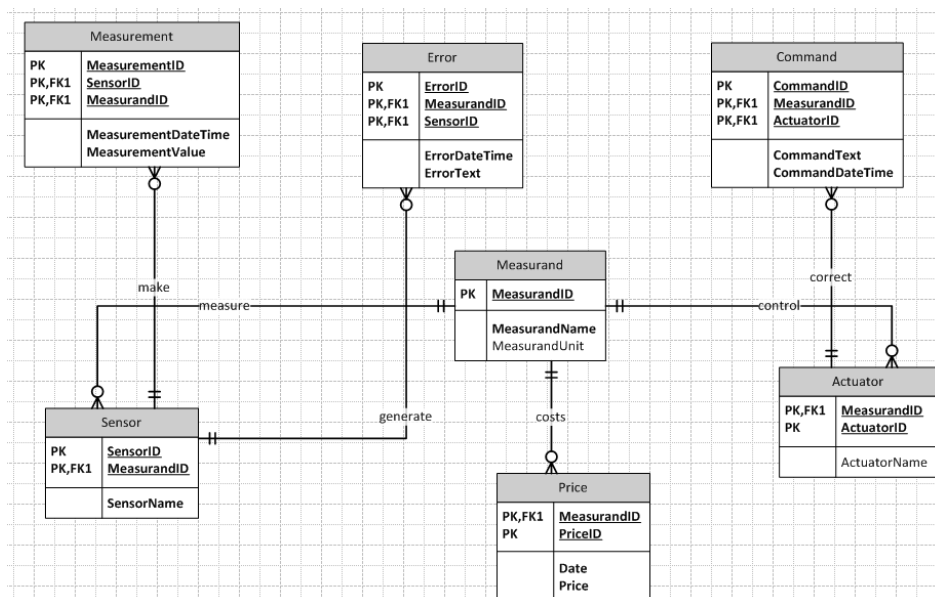 Measurement
PK MeasurementID
PK,FK1 SensorID
PK,FK1 MeasurandID
MeasurementDateTime
MeasurementValue
Error
PK ErrorID
PK,FK1 MeasurandID
PK,FK1 SensorID
ErrorDateTime
ErrorText
Command
PK CommandID
PK,FK1 MeasurandID
PK,FK1 ActuatorID
CommandText
CommandDateTime
make
measure
Measurand
PK MeasurandID
MeasurandName
MeasurandUnit
correct
control
generate
costs
Sensor
PK SensorID
PK,FK1 MeasurandID
SensorName
Price
PK,FK1 MeasurandID
PK PriceID
Date
Price
Actuator
PK,FK1 MeasurandID
PK ActuatorID
ActuatorName